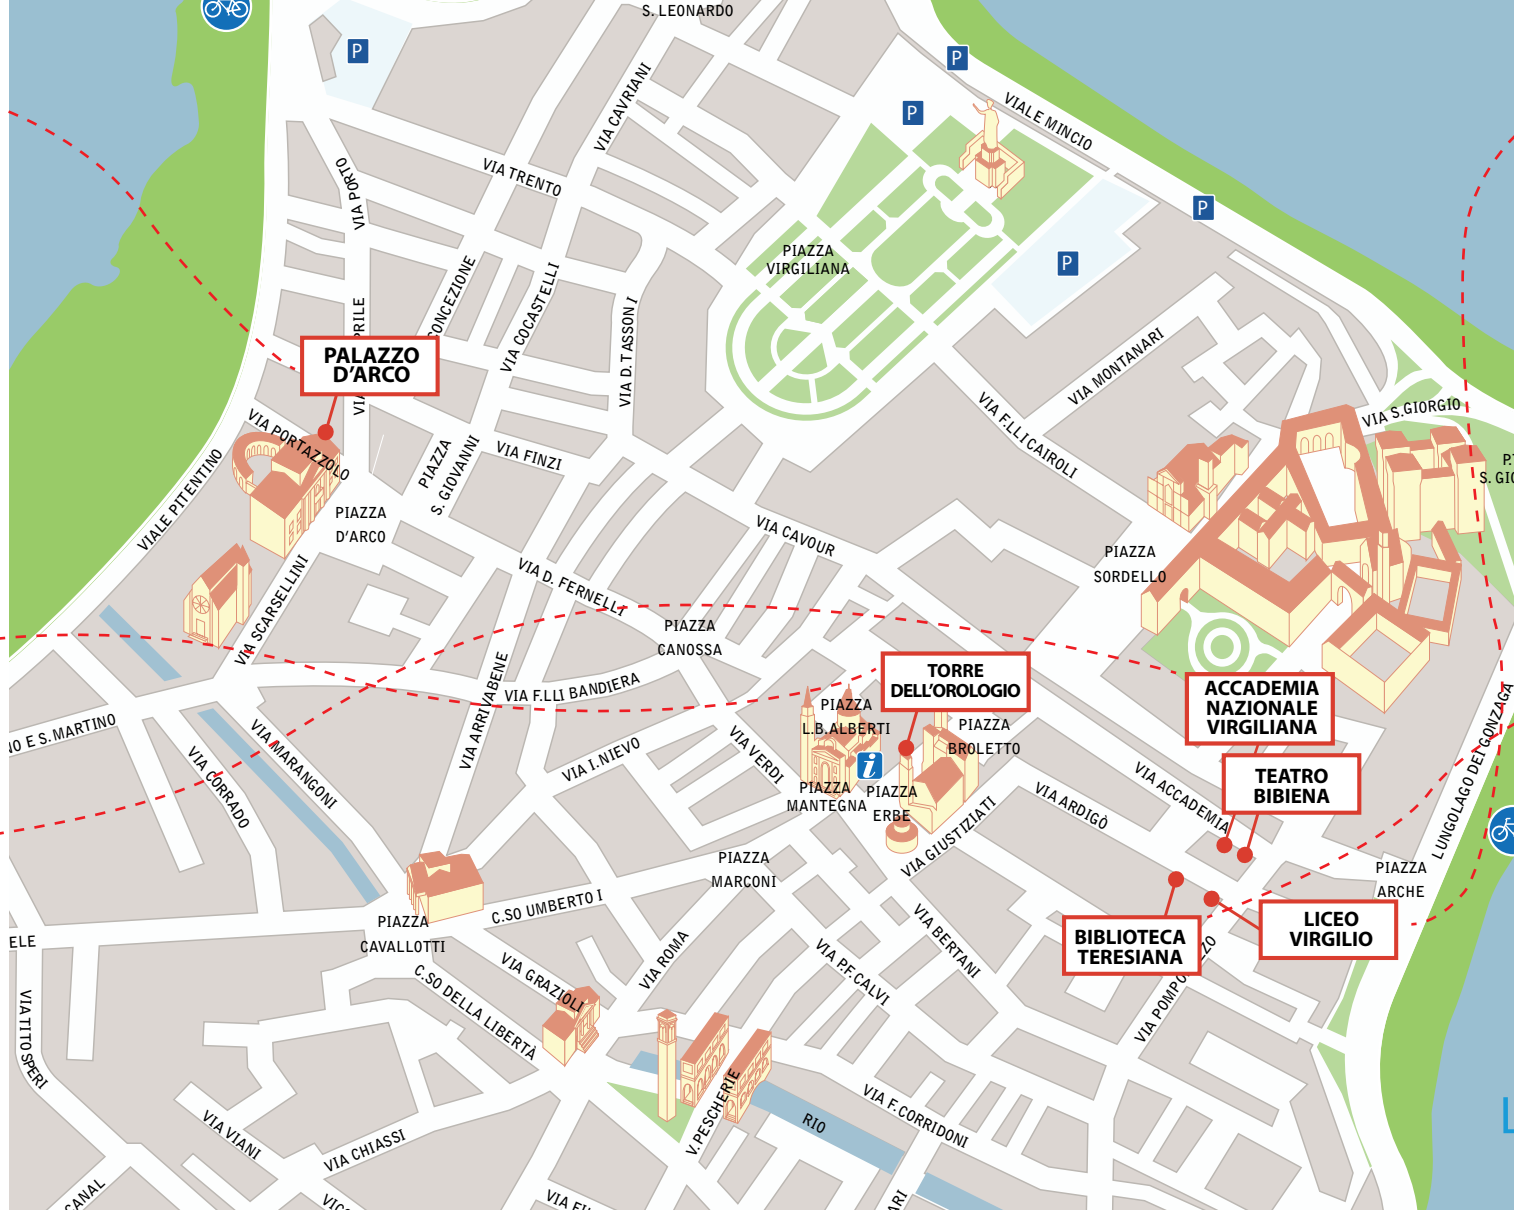 S. LEONARDO
P
P
P
P
P
VIALE MINCIO
VIA CAVRIANI
VIA TRENTO
VIA PORTO
PIAZZA
VIRGILIANA
VIA COCASTELLI
VIA D.TASSONI
PALAZZO
D'ARCO
VIA MONTANARI
VIA F.LLI CAIROLI
VIA S.GIORGIO
VIA PORTAZZOLO
VIALE PITENTINO
PIAZZA
S. GIOVANNI
VIA FINZI
PIAZZA
D'ARCO
VIA CAVOUR
PIAZZA
SORDELLO
VIA SCARSELLINI
VIA D. FERNELLI
PIAZZA
CANOSSA
VIA ARRIVABENE
VIA F.LLI BANDIERA
TORRE
DELL'OROLOGIO
ACCADEMIA
NAZIONALE
VIRGILIANA
TEATRO
BIBIENA
PIAZZA
L.B.ALBERTI
PIAZZA
BROLETTO
i
PIAZZA
MANTEGNA
PIAZZA
ERBE
O E S.MARTINO
VIA MARANGONI
VIA CORRADO
VIA I.NIEVO
VIA VERDI
VIA GIUSTIZIATI
VIA ARDIGÒ
VIA ACCADEMIA
LUNGOLAGO DEI GONZAGA
PIAZZA
ARCHE
PIAZZA
MARCONI
C.SO UMBERTO I
PIAZZA
CAVALLOTTI
ELE
BIBLIOTECA
TERESIANA
LICEO
VIRGILIO
VIA BERTANI
VIA ROMA
VIA P.F.CALVI
VIA GRAZIOLI
C.SO DELLA LIBERTÀ
VIA TITO SPERI
VIA VIANI
VIA CHIASSI
V.PESCHERIE
RIO
VIA F.CORRIDONI